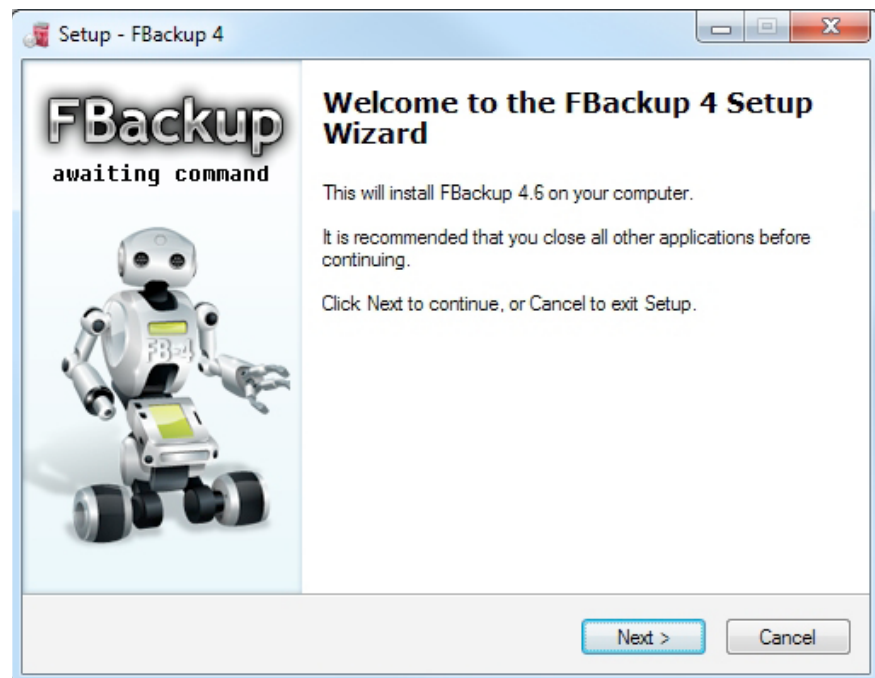 Setup - FBackup 4
FBackup
awaiting command
FB-4
Welcome to the FBackup 4 Setup
Wizard
This will install FBackup 4.6 on your computer.
It is recommended that you close all other applications before
continuing.
Click Next to continue, or Cancel to exit Setup.
Next >
Cancel